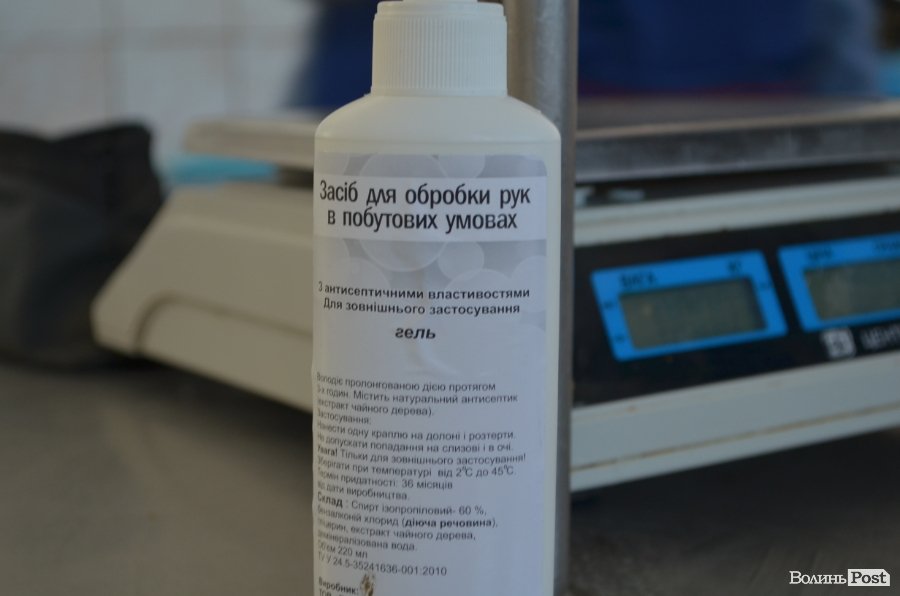 Засіб для обробки рук
в побутових умовах
З антисептичними властивостями
Для зовнішнього застосування
гель
Володіє пролонгованою дією протягом
3-х годин. Містить натуральний антисептик
(екстракт чайного дерева).
Застосування:
Нанести одну краплю на долоні і розтерти.
Не допускати попадання на слизові і в очі.
Увага! Тільки для зовнішнього застосування!
Зберігати при температурі від 2°С до 45°С.
Термін придатності: 36 місяців
від дати виробництва.
Склад : Спирт ізопропіловий- 60 %,
бензалконій хлорид (діюча речовина),
гліцерин, екстракт чайного дерева,
демінералізована вода.
Об'єм 220 мл
ТУ У 24.5-35241636-001:2010
Виробник:
ТОВ
ВАГА кг
ЦІНА
ВолиньPost